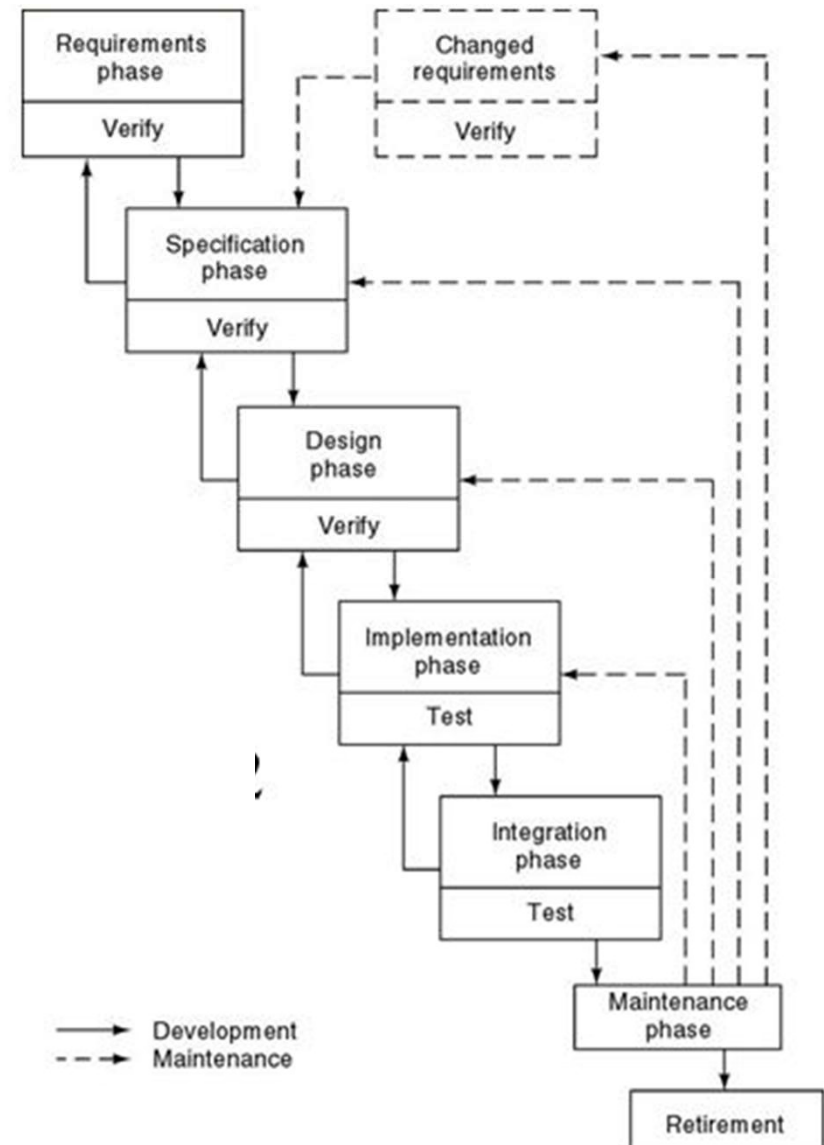 Requirements
phase
Verify
Changed
requirements
Verify
Specification
phase
Verify
Design
phase
Verify
Implementation
phase
Test
Integration
phase
Test
Maintenance
phase
Development
Maintenance
Retirement